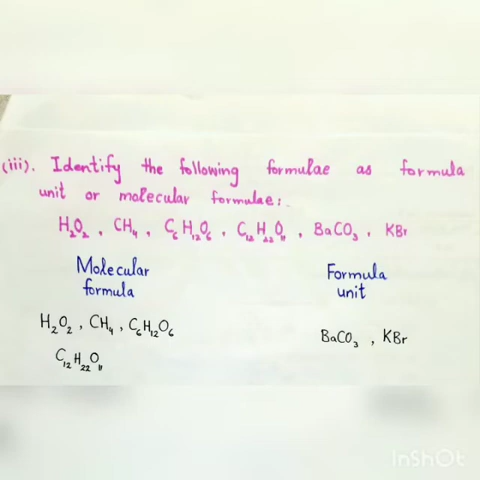 (iii). Identify the following formulae as formula
unit or molecular formulae:
H₂O₂, CH₄, C₆H₁₂O₆, C₁₂H₂₂O₁₁, BaCO₃, KBr
Molecular
formula
Formula
unit
H₂O₂, CH₄, C₆H₁₂O₆
C₁₂H₂₂O₁₁
BaCO₃, KBr
InShOt